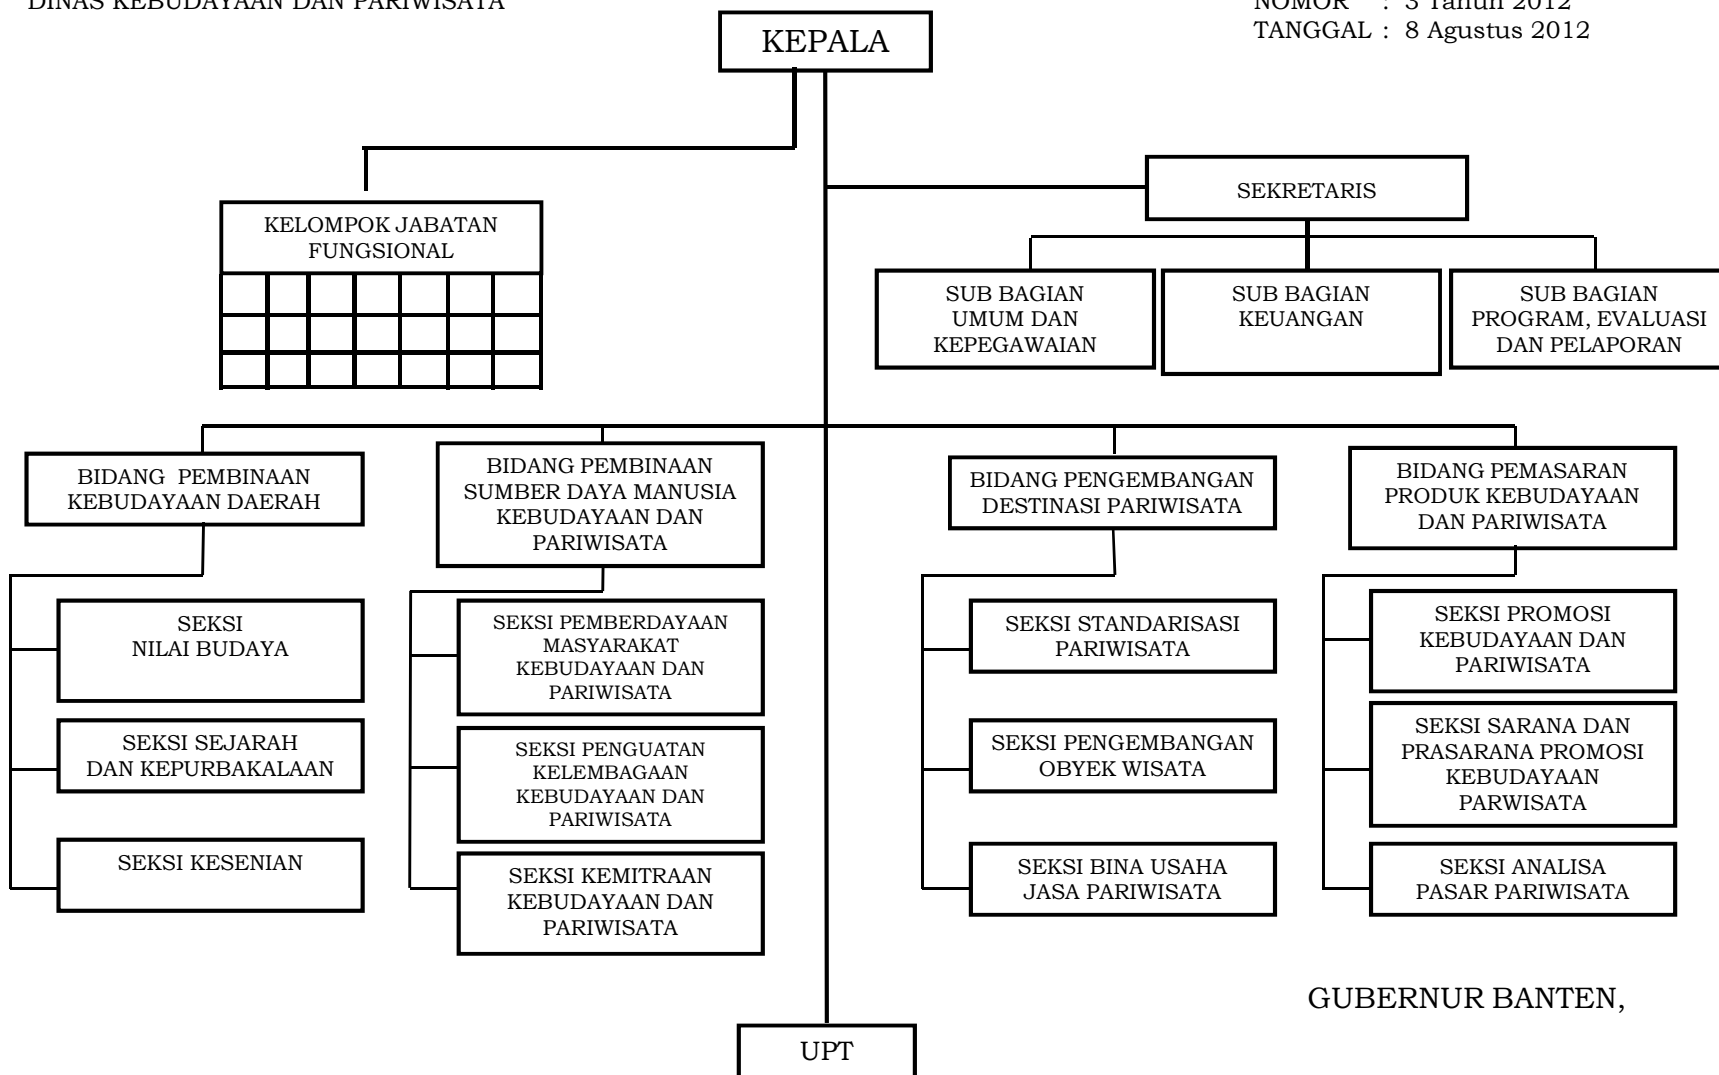 DINAS KEBUDAYAAN DAN PARIWISATA
NOMOR : 3 Tahun 2012
TANGGAL : 8 Agustus 2012
KEPALA
SEKRETARIS
KELOMPOK JABATAN
FUNGSIONAL
SUB BAGIAN
UMUM DAN
KEPEGAWAIAN
SUB BAGIAN
KEUANGAN
SUB BAGIAN
PROGRAM, EVALUASI
DAN PELAPORAN
BIDANG PEMBINAAN
KEBUDAYAAN DAERAH
BIDANG PEMBINAAN
SUMBER DAYA MANUSIA
KEBUDAYAAN DAN
PARIWISATA
BIDANG PENGEMBANGAN
DESTINASI PARIWISATA
BIDANG PEMASARAN
PRODUK KEBUDAYAAN
DAN PARIWISATA
SEKSI
NILAI BUDAYA
SEKSI SEJARAH
DAN KEPURBAKALAAN
SEKSI KESENIAN
SEKSI PEMBERDAYAAN
MASYARAKAT
KEBUDAYAAN DAN
PARIWISATA
SEKSI PENGUATAN
KELEMBAGAAN
KEBUDAYAAN DAN
PARIWISATA
SEKSI KEMITRAAN
KEBUDAYAAN DAN
PARIWISATA
SEKSI STANDARISASI
PARIWISATA
SEKSI PENGEMBANGAN
OBYEK WISATA
SEKSI BINA USAHA
JASA PARIWISATA
SEKSI PROMOSI
KEBUDAYAAN DAN
PARIWISATA
SEKSI SARANA DAN
PRASARANA PROMOSI
KEBUDAYAAN
PARWISATA
SEKSI ANALISA
PASAR PARIWISATA
GUBERNUR BANTEN,
UPT